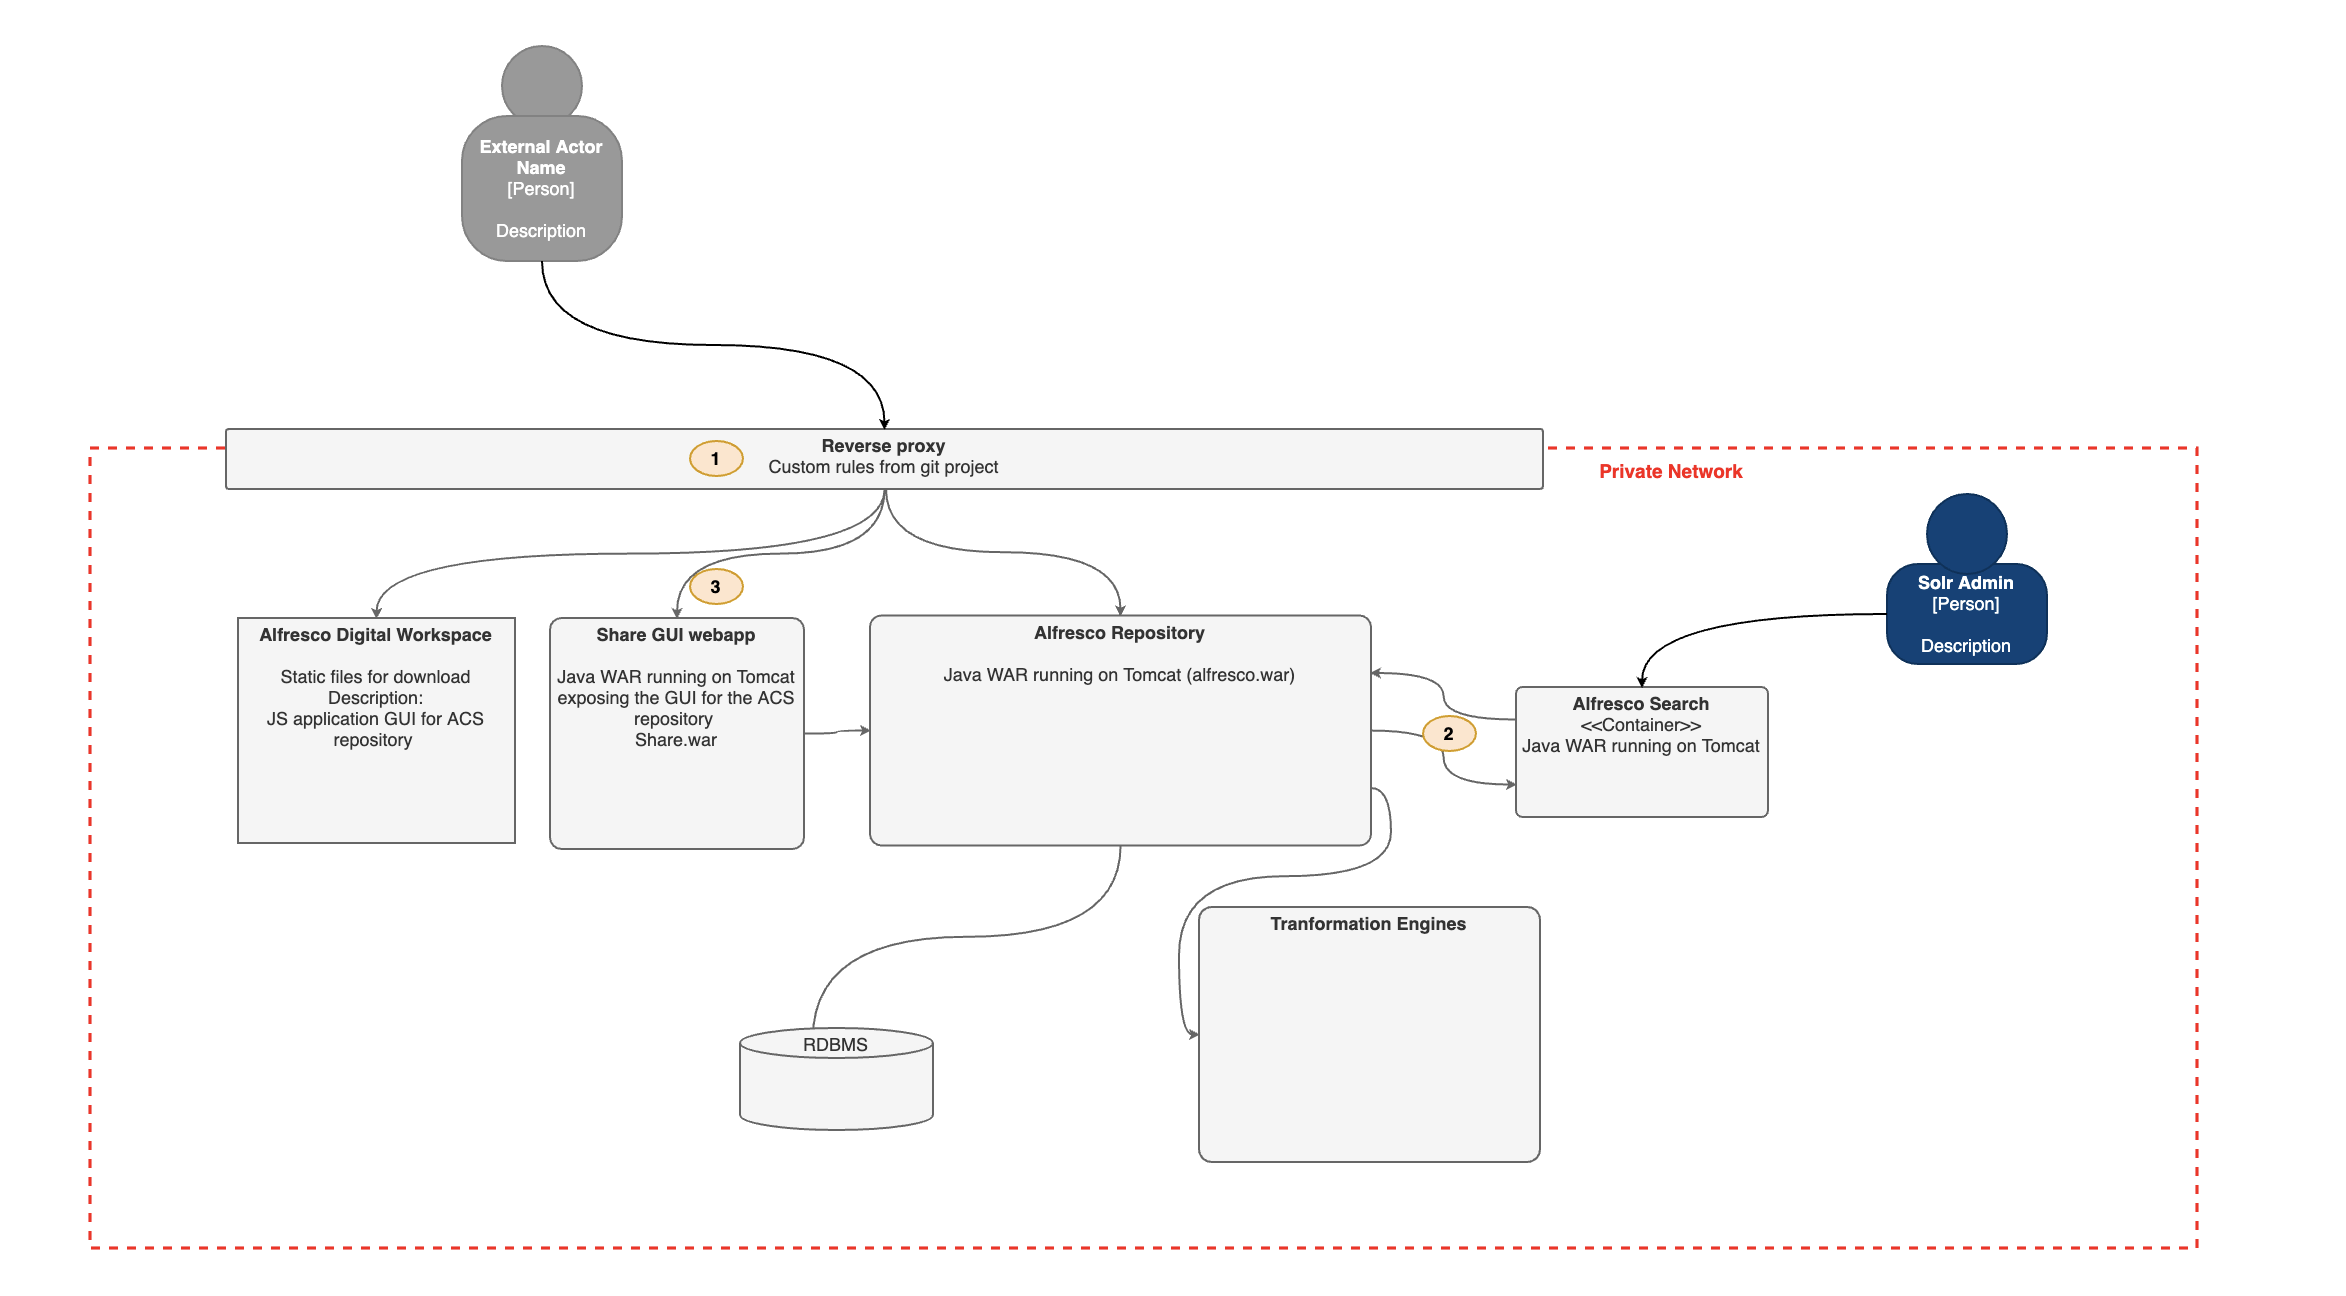 External Actor
Name
[Person]
Description
1
Reverse proxy
Custom rules from git project
Private Network
3
Solr Admin
[Person]
Description
Alfresco Digital Workspace
Static files for download
Description:
JS application GUI for ACS
repository
Share GUI webapp
Java WAR running on Tomcat
exposing the GUI for the ACS
repository
Share.war
Alfresco Repository
Java WAR running on Tomcat (alfresco.war)
2
Alfresco Search
<<Container>>
Java WAR running on Tomcat
Tranformation Engines
RDBMS